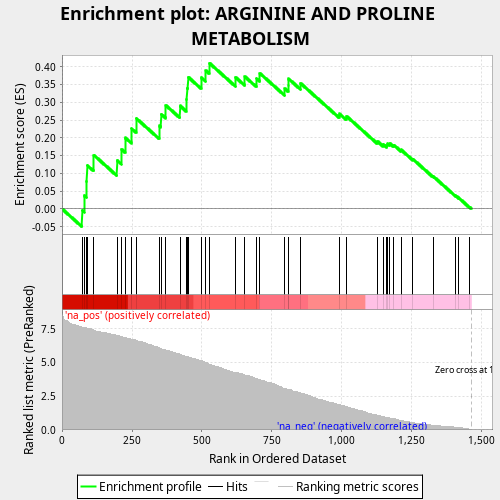 Enrichment plot: ARGININE AND PROLINE
METABOLISM
Enrichment score (ES)
0.40
0.35
0.30
0.25
0.20
0.15
0.10
0.05
0.00
-0.05
'na_pos' (positively correlated)
Ranked list metric (PreRanked)
7.5
5.0
2.5
0.0
Zero cross at 1
'na_neg' (negatively correlated)
0
250
500
750
1,000
1,250
1,500
Rank in Ordered Dataset
Enrichment profile
Hits
Ranking metric scores